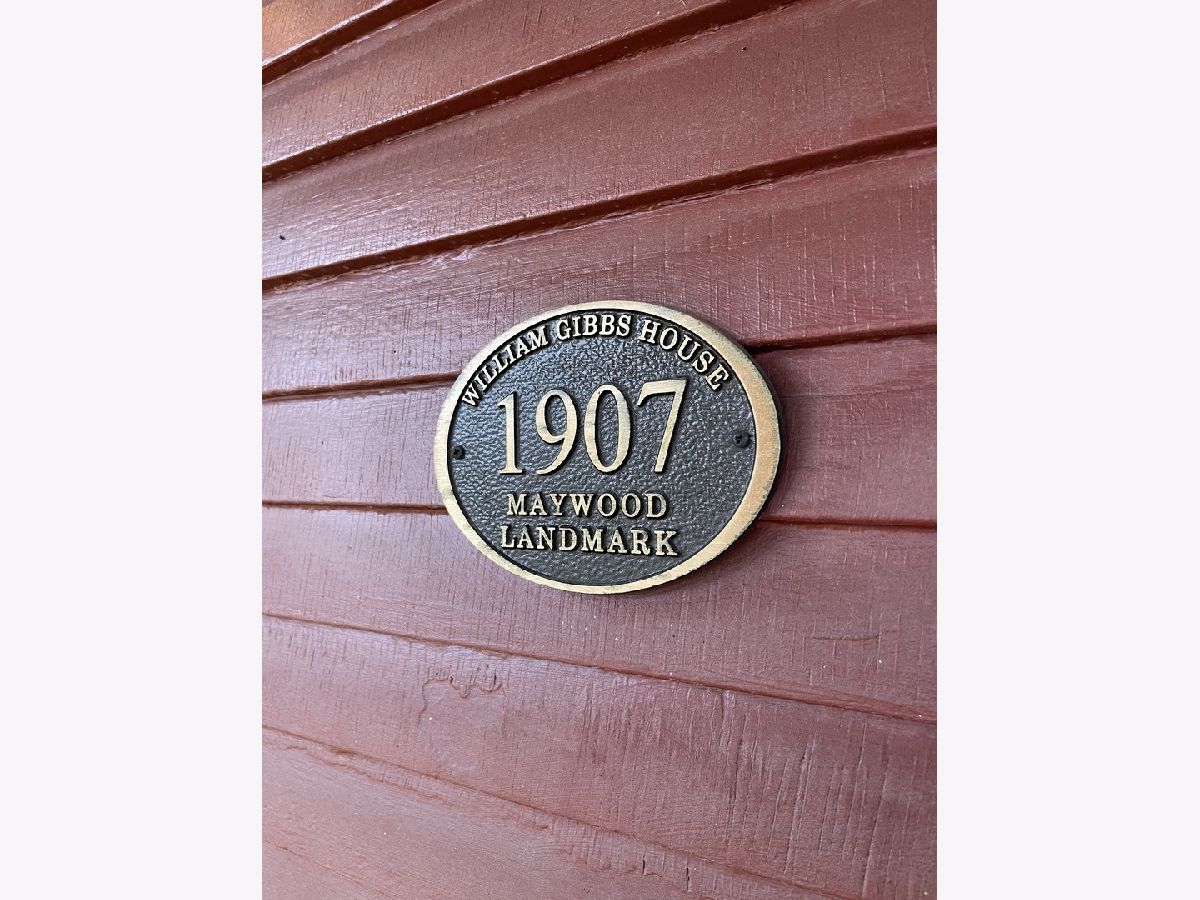 WILLIAM GIBBS HOUSE
1907
MAYWOOD
LANDMARK